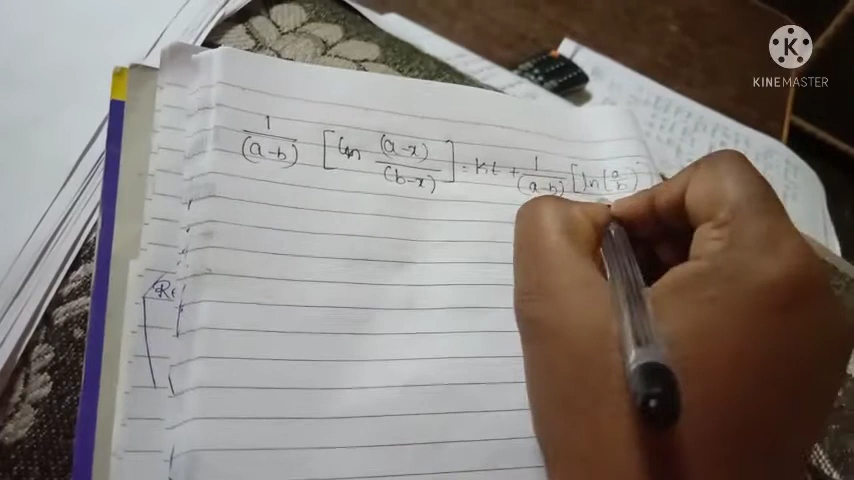 K
KINEMASTER
1/(a-b) [ln (a-x)/(b-x)] = Kt + 1/(a-b) [ln(a/b)